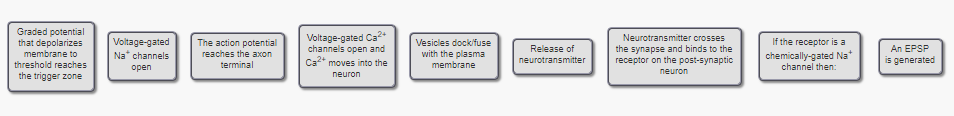 Graded potential
that depolarizes
membrane to
threshold reaches
the trigger zone
Voltage-gated
Na⁺ channels
open
The action potential
reaches the axon
terminal
Voltage-gated Ca²⁺
channels open and
Ca²⁺ moves into the
neuron
Vesicles dock/fuse
with the plasma
membrane
Release of
neurotransmitter
Neurotransmitter crosses
the synapse and binds to the
receptor on the post-synaptic
neuron
If the receptor is a
chemically-gated Na⁺
channel then:
An EPSP
is generated